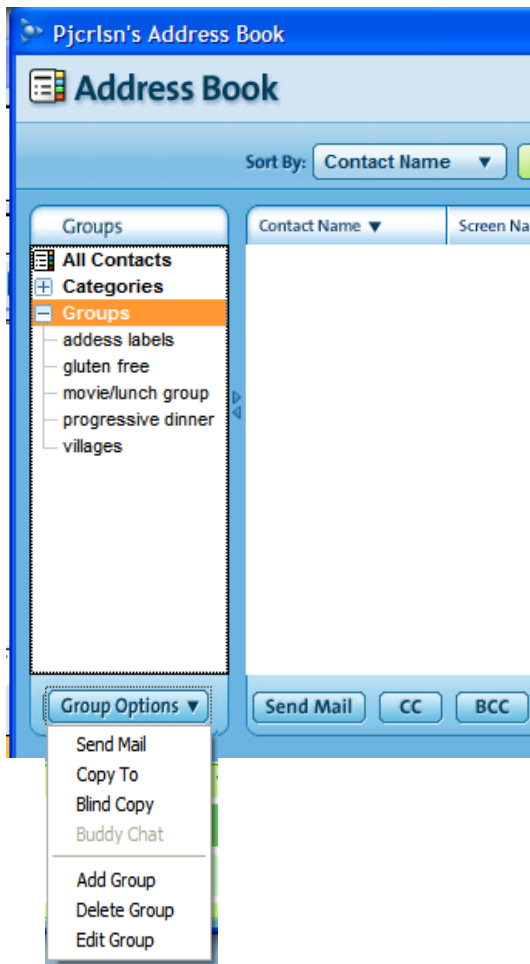 Pjcrlsn's Address Book
Address Book
Sort By: Contact Name
Groups
Contact Name Screen Na
All Contacts
Categories
Groups
addess labels
gluten free
movie/lunch group
progressive dinner
villages
Group Options Send Mail CC BCC
Send Mail
Copy To
Blind Copy
Buddy Chat
Add Group
Delete Group
Edit Group